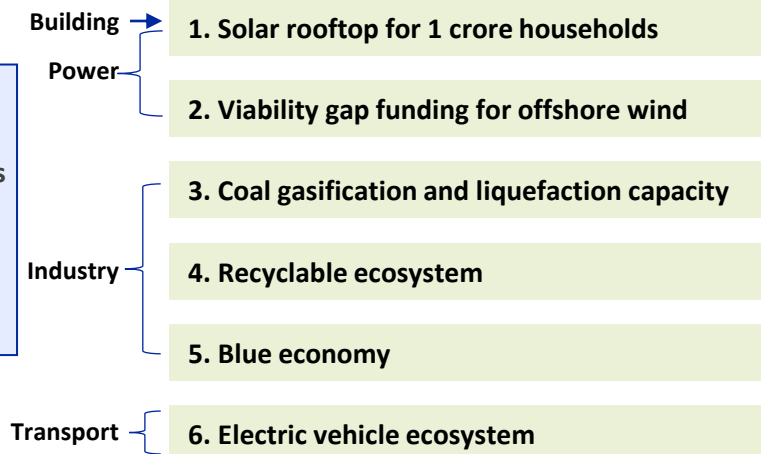 Building
1. Solar rooftop for 1 crore households
Power
2. Viability gap funding for offshore wind
s
3. Coal gasification and liquefaction capacity
Industry
4. Recyclable ecosystem
5. Blue economy
Transport
6. Electric vehicle ecosystem